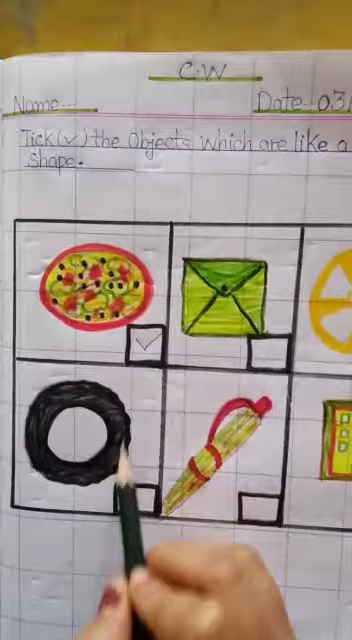 C.W
Name- Date-03/
Tick(✓) the Objects which are like a
Shape.